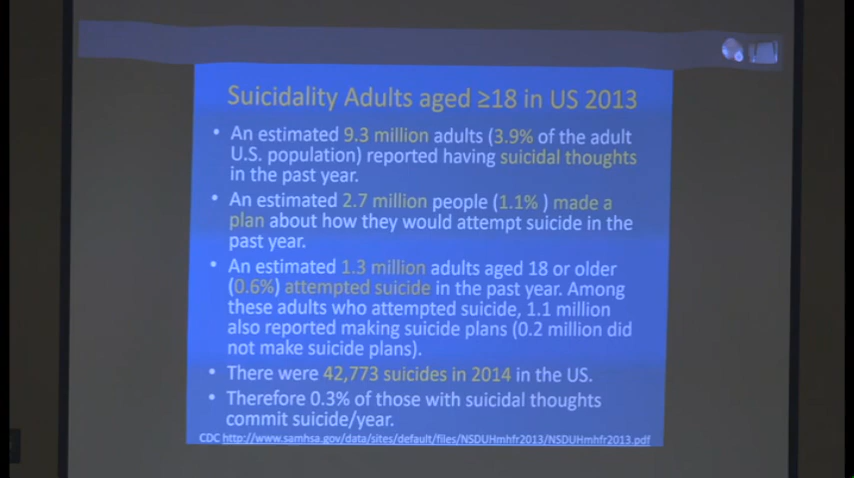 Suicidality Adults aged ≥18 in US 2013
• An estimated 9.3 million adults (3.9% of the adult
U.S. population) reported having suicidal thoughts
in the past year.
• An estimated 2.7 million people (1.1% ) made a
plan about how they would attempt suicide in the
past year.
• An estimated 1.3 million adults aged 18 or older
(0.6%) attempted suicide in the past year. Among
these adults who attempted suicide, 1.1 million
also reported making suicide plans (0.2 million did
not make suicide plans).
• There were 42,773 suicides in 2014 in the US.
• Therefore 0.3% of those with suicidal thoughts
commit suicide/year.
CDC http://www.samhsa.gov/data/sites/default/files/NSDUHmhfr2013/NSDUHmhfr2013.pdf